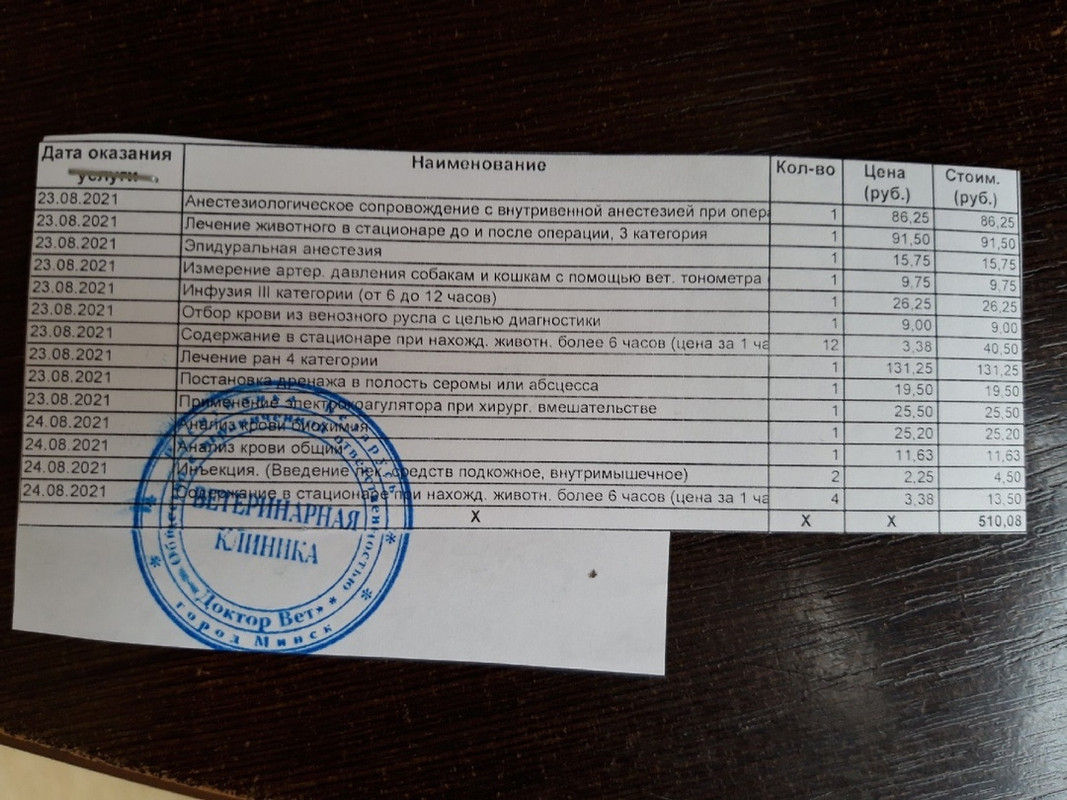 Дата оказания услуги Наименование Кол-во Цена (руб.) Стоим. (руб.)
23.08.2021 Анестезиологическое сопровождение с внутривенной анестезией при опер 1 86,25 86,25
23.08.2021 Лечение животного в стационаре до и после операции, 3 категория 1 91,50 91,50
23.08.2021 Эпидуральная анестезия 1 15,75 15,75
23.08.2021 Измерение артер. давления собакам и кошкам с помощью вет. тонометра 1 9,75 9,75
23.08.2021 Инфузия III категории (от 6 до 12 часов) 1 26,25 26,25
23.08.2021 Отбор крови из венозного русла с целью диагностики 1 9,00 9,00
23.08.2021 Содержание в стационаре при нахожд. животн. более 6 часов (цена за 1 ча 12 3,38 40,50
23.08.2021 Лечение ран 4 категории 1 131,25 131,25
23.08.2021 Постановка дренажа в полость серомы или абсцесса 1 19,50 19,50
23.08.2021 Применение электрокоагулятора при хирург. вмешательстве 1 25,50 25,50
24.08.2021 Анализ крови биохимия 1 25,20 25,20
24.08.2021 Анализ крови общий 1 11,63 11,63
24.08.2021 Инъекция. (Введение лек. средств подкожное, внутримышечное) 2 2,25 4,50
24.08.2021 Содержание в стационаре при нахожд. животн. более 6 часов (цена за 1 ча 4 3,38 13,50
X X X 510,08
Республика Беларусь
Общество с ограниченной ответственностью
ВЕТЕРИНАРНАЯ
КЛИНИКА
«Доктор Вет»
город Минск